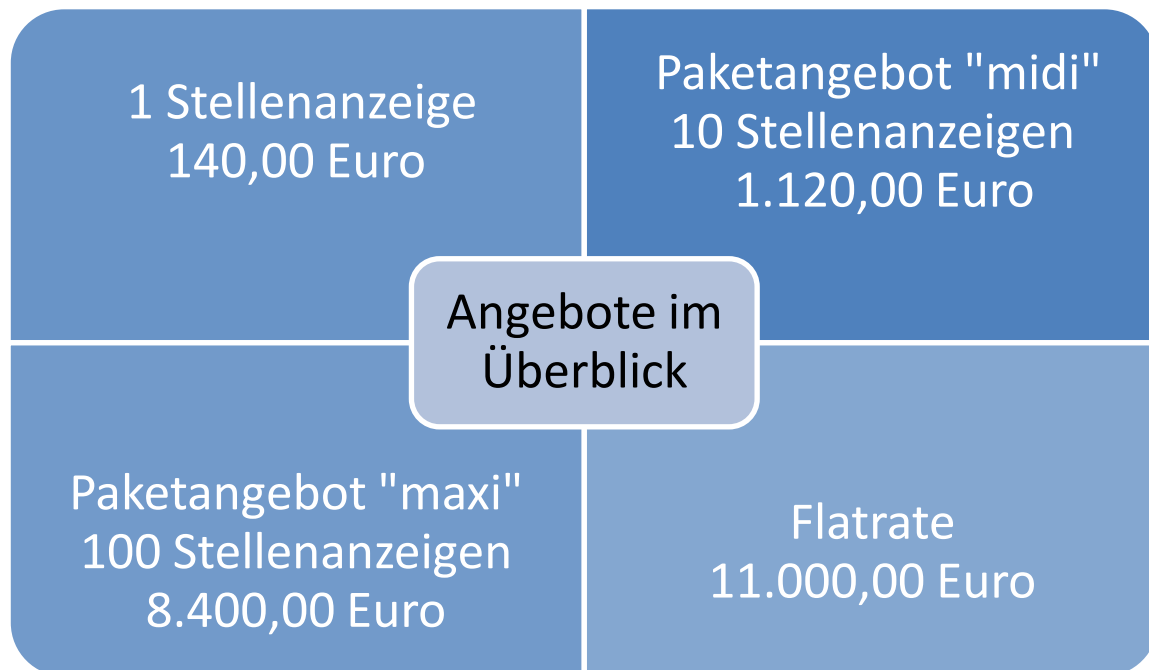 1 Stellenanzeige
140,00 Euro
Paketangebot "midi"
10 Stellenanzeigen
1.120,00 Euro
Angebote im
Überblick
Paketangebot "maxi"
100 Stellenanzeigen
8.400,00 Euro
Flatrate
11.000,00 Euro